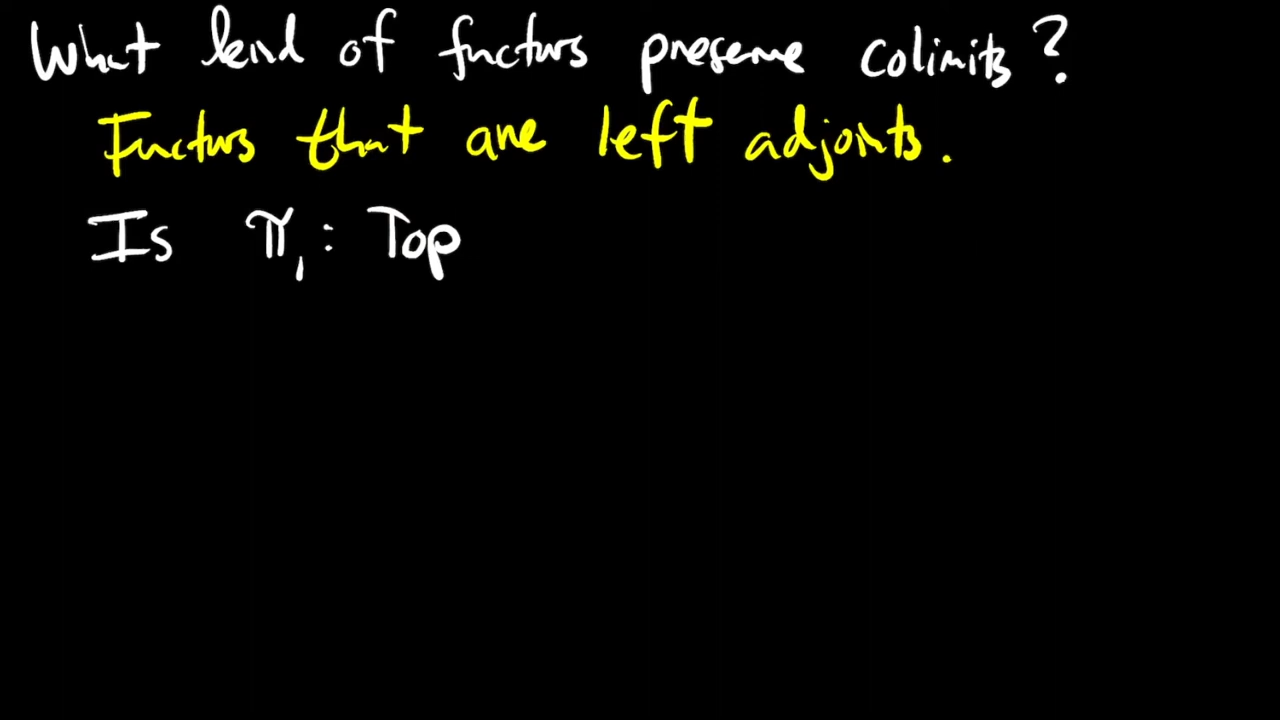 What kind of functors preserve colimits?
Functors that are left adjoints.
Is π₁: Top